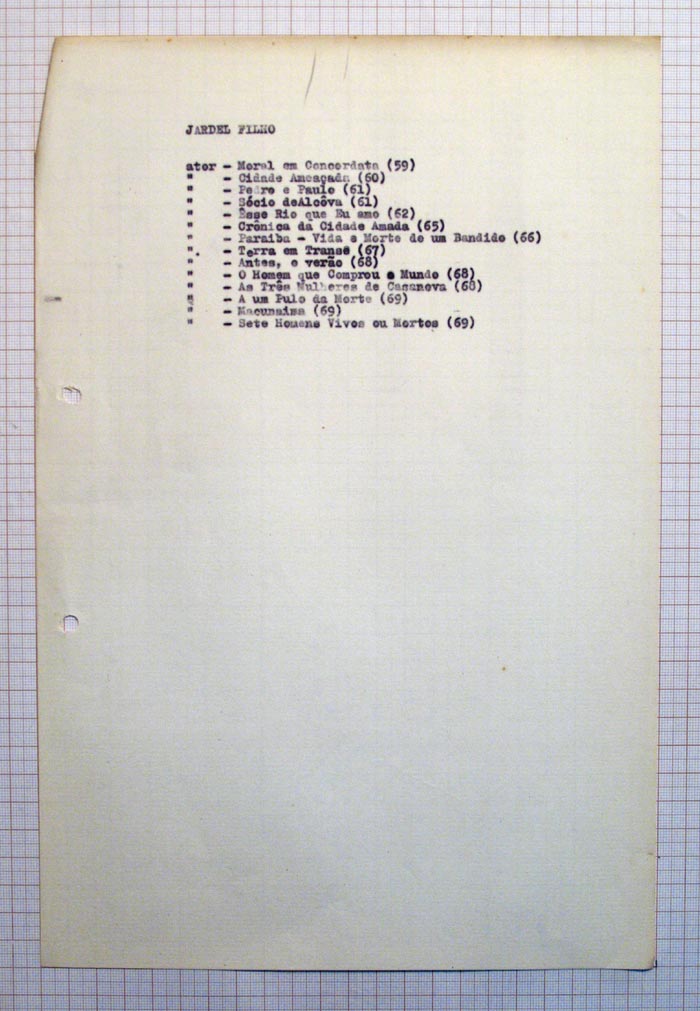 JARDEL FILHO
ator - Moral em Concordata (59)
" - Cidade Ameaçada (60)
" - Pedro e Paulo (61)
" - Sócio deAlcôva (61)
" - Êsse Rio que Eu amo (62)
" - Crônica da Cidade Amada (65)
" - Paraiba - Vida e Morte de um Bandido (66)
" . - Terra em Transe (67)
" - Antes, o verão (68)
" - O Homem que Comprou o Mundo (68)
" - As Três Mulheres de Casanova (68)
" - A um Pulo da Morte (69)
" - Macunaima (69)
" - Sete Homens Vivos ou Mortos (69)